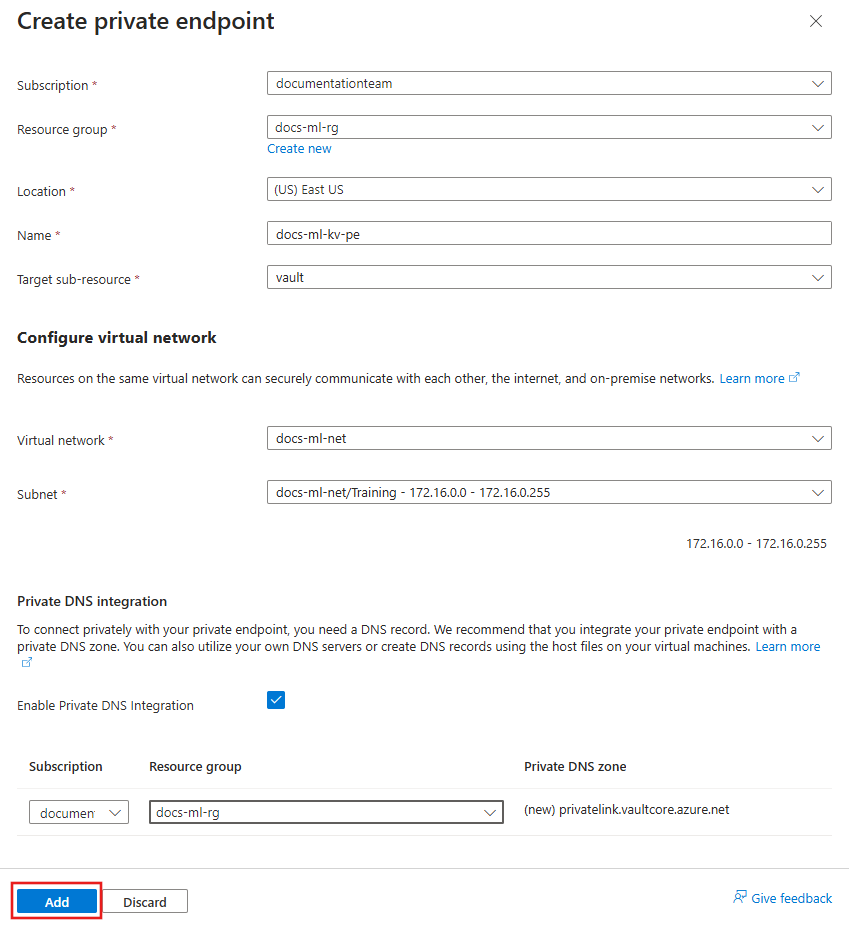 Create private endpoint
Subscription *
documentationteam
Resource group *
docs-ml-rg
Create new
Location *
(US) East US
Name *
docs-ml-kv-pe
Target sub-resource *
vault
Configure virtual network
Resources on the same virtual network can securely communicate with each other, the internet, and on-premise networks. Learn more
Virtual network *
docs-ml-net
Subnet *
docs-ml-net/Training - 172.16.0.0 - 172.16.0.255
172.16.0.0 - 172.16.0.255
Private DNS integration
To connect privately with your private endpoint, you need a DNS record. We recommend that you integrate your private endpoint with a
private DNS zone. You can also utilize your own DNS servers or create DNS records using the host files on your virtual machines. Learn more
Enable Private DNS Integration
Subscription Resource group Private DNS zone
documen docs-ml-rg (new) privatelink.vaultcore.azure.net
Add Discard Give feedback